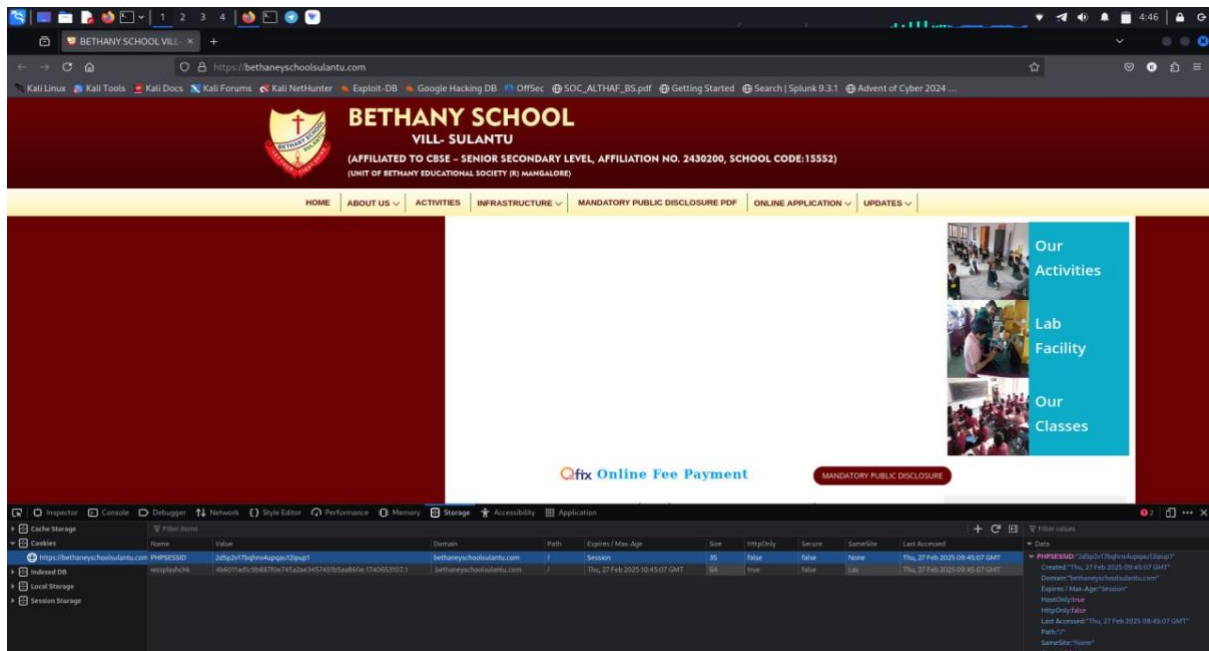 1 2 3 4
4:46
BETHANY SCHOOL VILL-
https://bethaneyschoolsulantu.com
Kali Linux Kali Tools Kali Docs Kali Forums Kali NetHunter Exploit-DB Google Hacking DB OffSec SOC_ALTHAF_BS.pdf Getting Started Search | Splunk 9.3.1 Advent of Cyber 2024 ...
BETHANY SCHOOL
VILL- SULANTU
(AFFILIATED TO CBSE – SENIOR SECONDARY LEVEL, AFFILIATION NO. 2430200, SCHOOL CODE:15552)
(UNIT OF BETHANY EDUCATIONAL SOCIETY (R) MANGALORE)
HOME ABOUT US ACTIVITIES INFRASTRUCTURE MANDATORY PUBLIC DISCLOSURE PDF ONLINE APPLICATION UPDATES
Our
Activities
Lab
Facility
Our
Classes
Qfix Online Fee Payment
MANDATORY PUBLIC DISCLOSURE
Inspector Console Debugger Network Style Editor Performance Memory Storage Accessibility Application
2
Cache Storage
Filter Items
Filter values
Cookies
Name Value Domain Path Expires / Max-Age Size HttpOnly Secure SameSite Last Accessed
Data
https://bethaneyschoolsulantu.com PHPSESSID bethaneyschoolsulantu.com / Session 35 false false None Thu, 27 Feb 2025 09:45:07 GMT
wssplashchk .bethaneyschoolsulantu.com / Thu, 27 Feb 2025 10:45:07 GMT 64 true false Lax Thu, 27 Feb 2025 09:45:07 GMT
Indexed DB
Local Storage
Session Storage
PHPSESSID:
Created:"Thu, 27 Feb 2025 09:45:07 GMT"
Domain:"bethaneyschoolsulantu.com"
Expires / Max-Age:"Session"
HostOnly:true
HttpOnly:false
Last Accessed:"Thu, 27 Feb 2025 09:45:07 GMT"
Path:"/"
SameSite:"None"